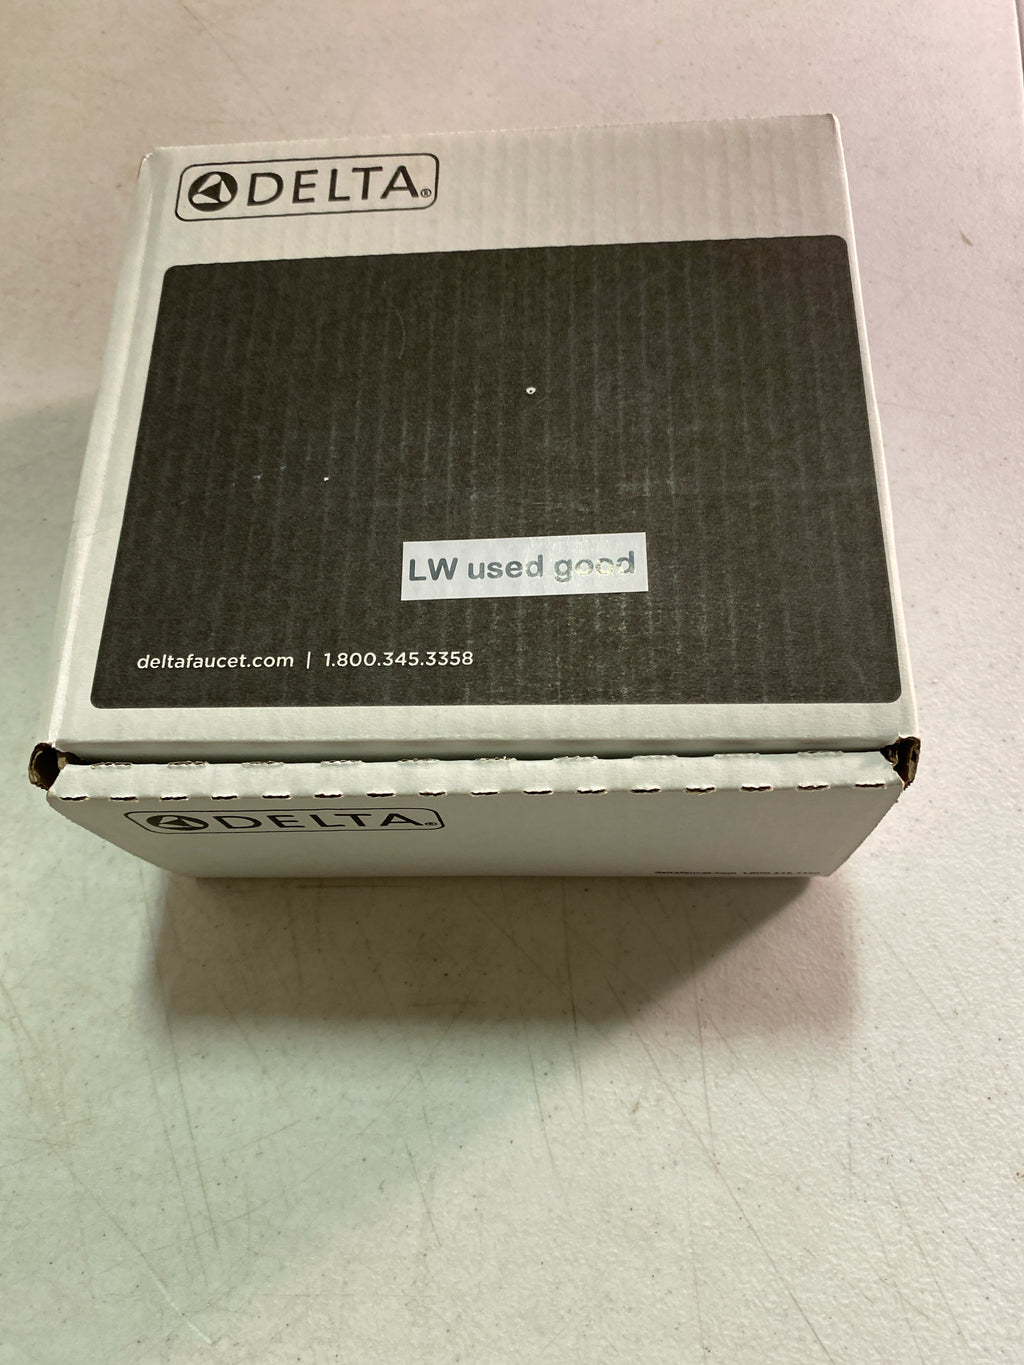 DELTA®
LW used good
deltafaucet.com | 1.800.345.3358
DELTA®